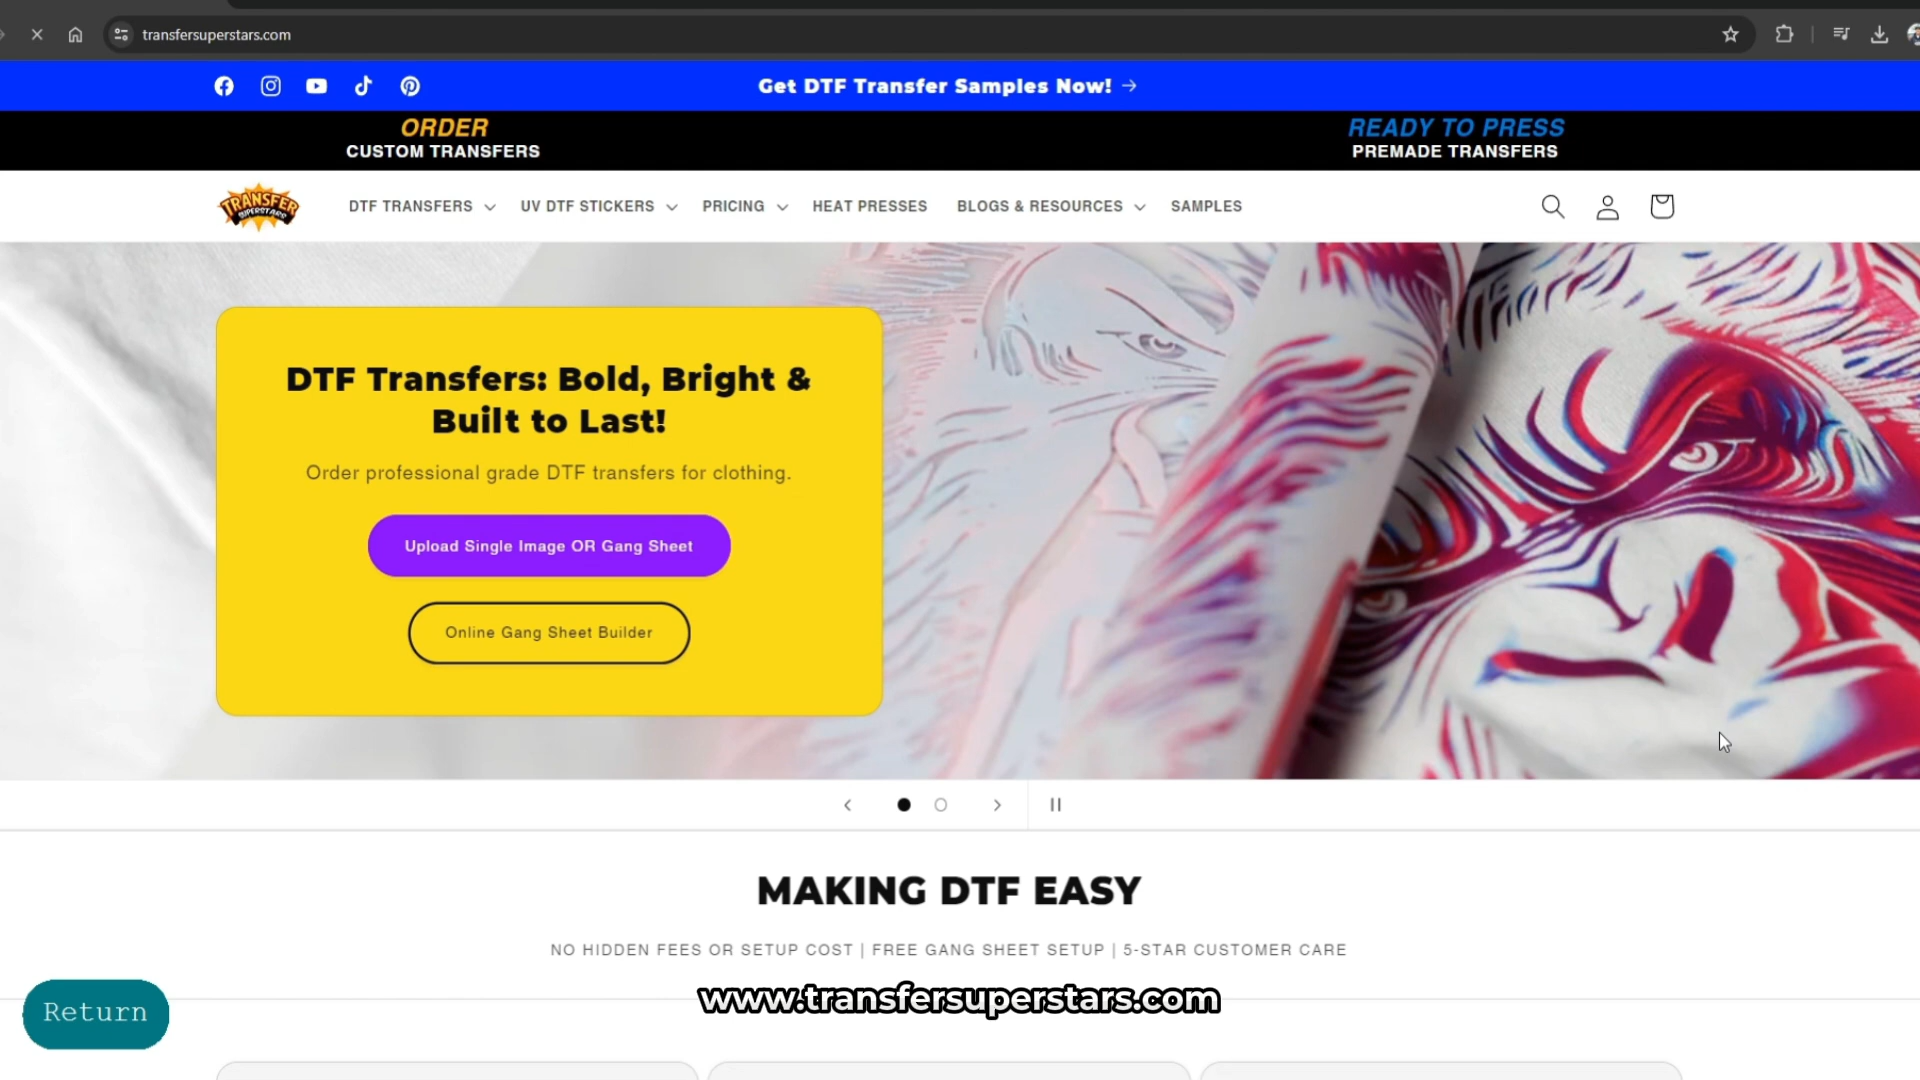 transfersuperstars.com
Get DTF Transfer Samples Now! →
ORDER
CUSTOM TRANSFERS
READY TO PRESS
PREMADE TRANSFERS
TRANSFER
SUPERSTARS
DTF TRANSFERS
UV DTF STICKERS
PRICING
HEAT PRESSES
BLOGS & RESOURCES
SAMPLES
DTF Transfers: Bold, Bright &
Built to Last!
Order professional grade DTF transfers for clothing.
Upload Single Image OR Gang Sheet
Online Gang Sheet Builder
MAKING DTF EASY
NO HIDDEN FEES OR SETUP COST | FREE GANG SHEET SETUP | 5-STAR CUSTOMER CARE
www.transfersuperstars.com
Return